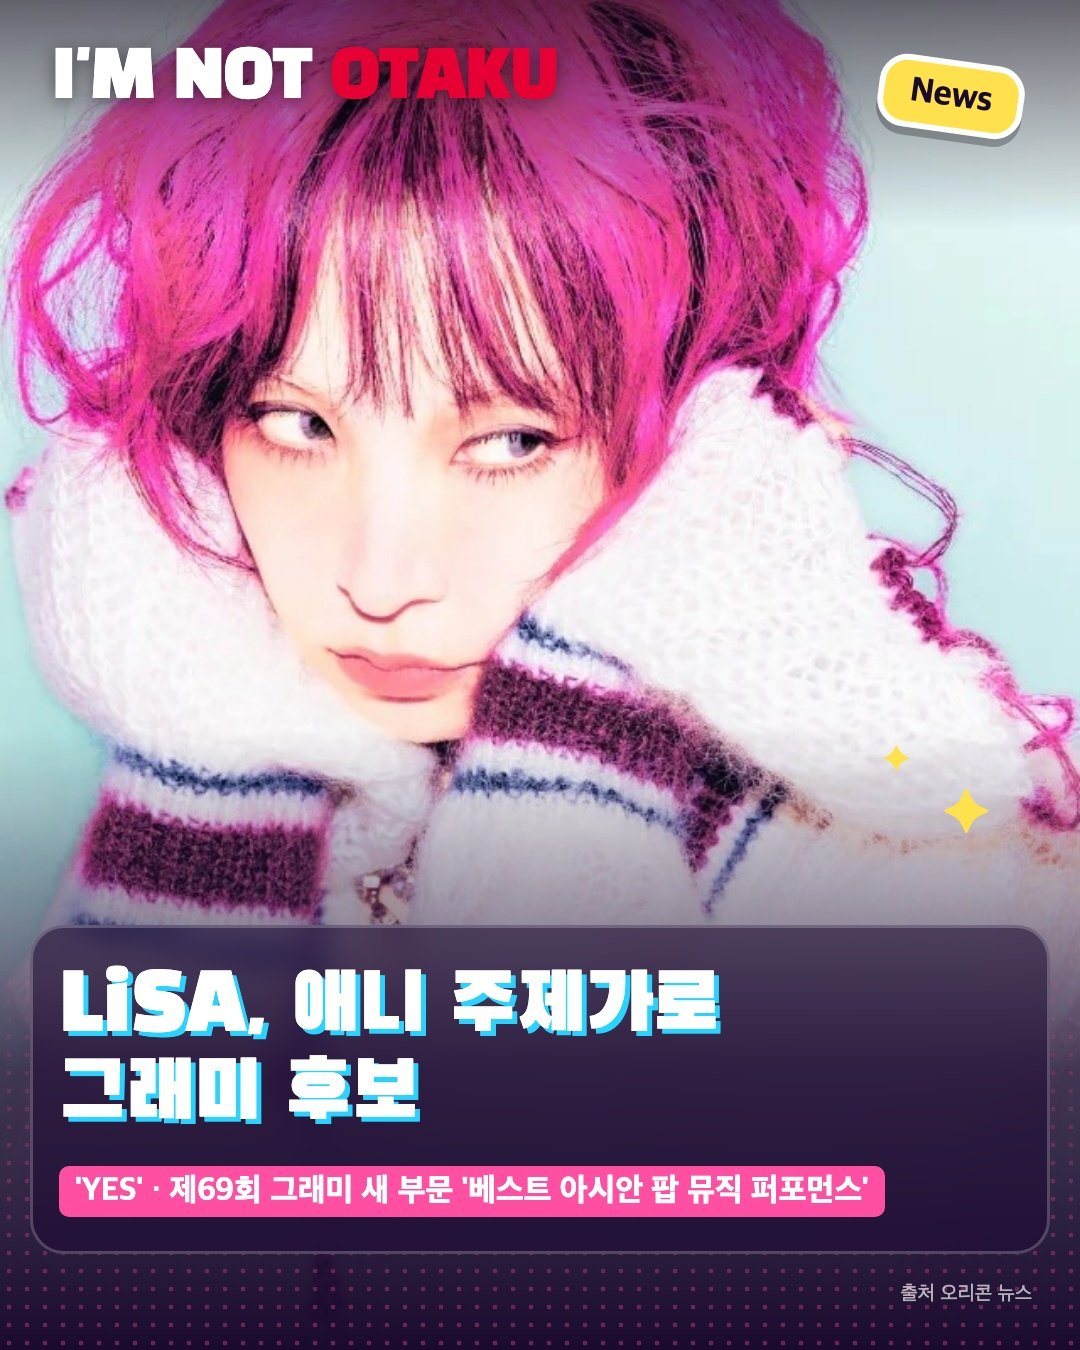 I'M NOT OTAKU
News
LiSA, 애니 주제가로
그래미 후보
'YES' · 제69회 그래미 새 부문 '베스트 아시안 팝 뮤직 퍼포먼스'
출처 오리콘 뉴스